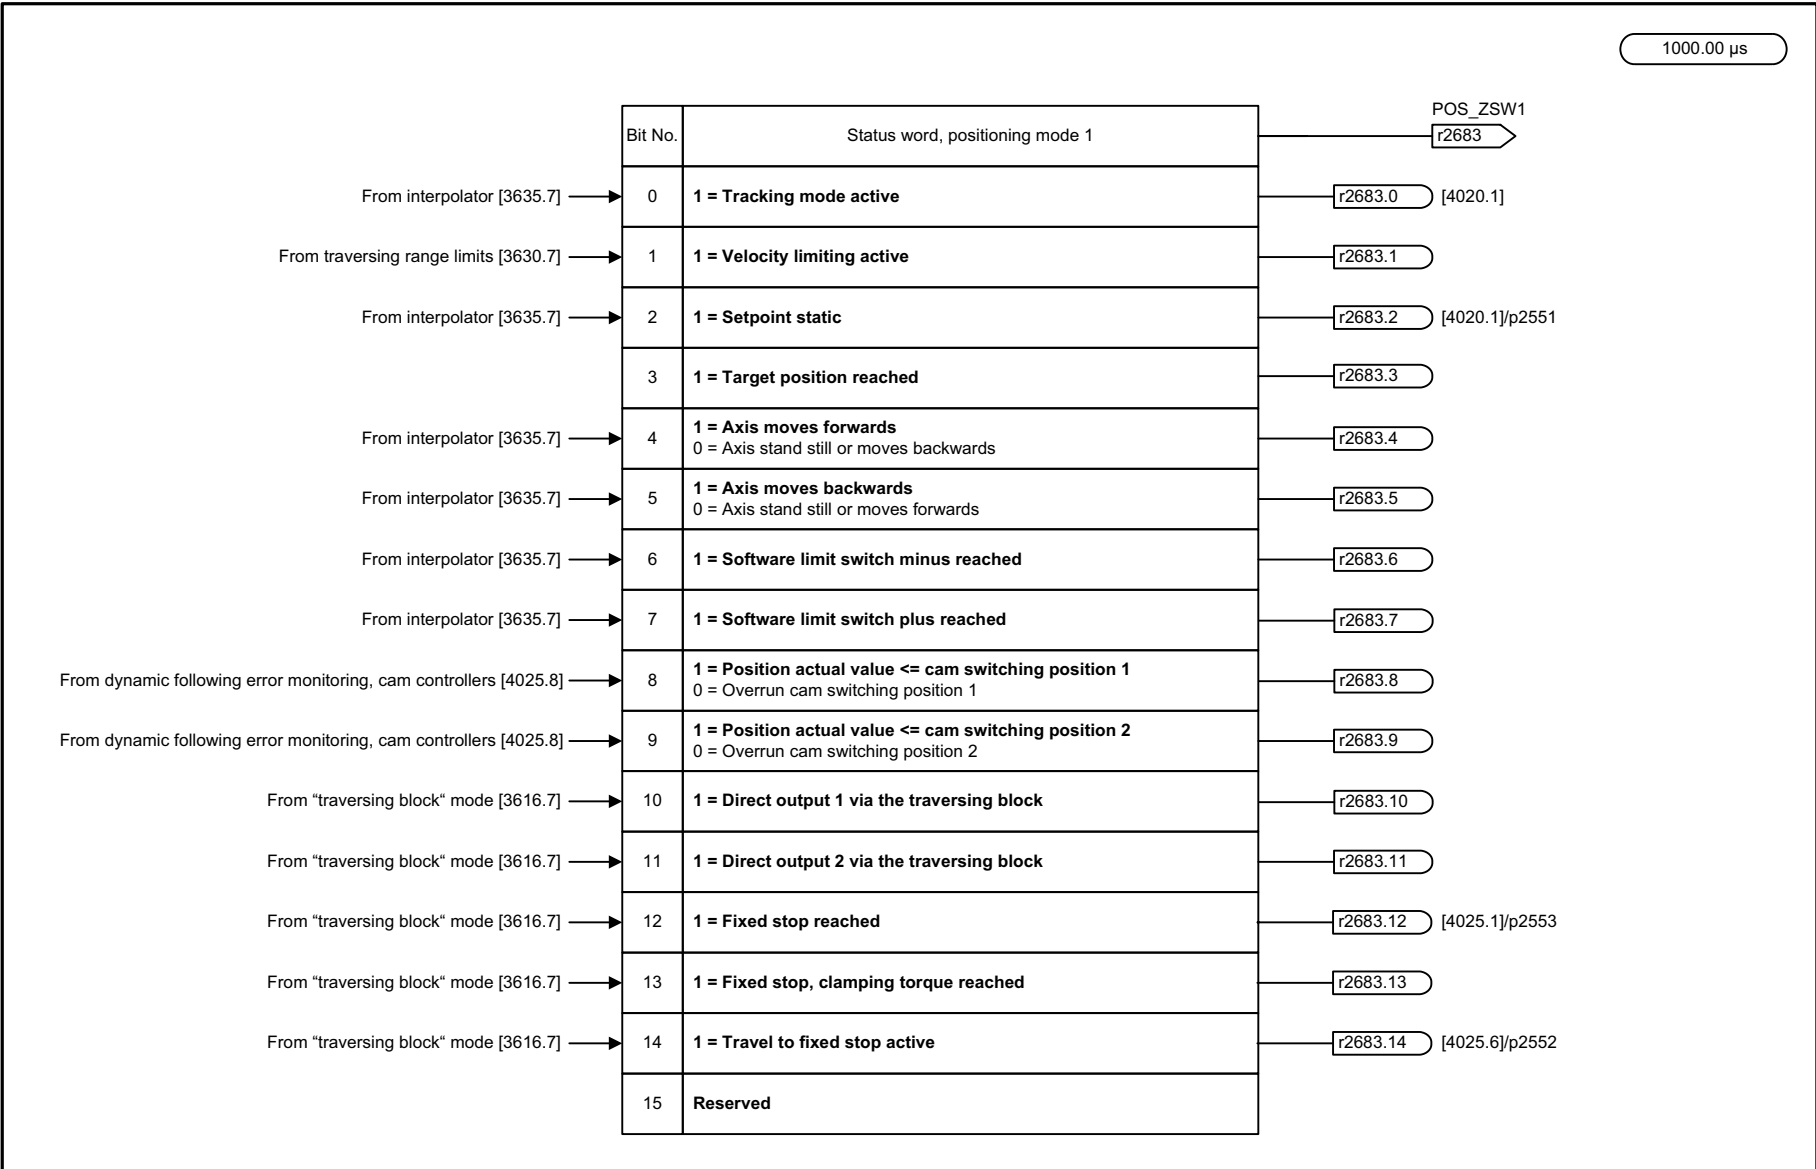 1000.00 µs
POS_ZSW1
Bit No. Status word, positioning mode 1 r2683
From interpolator [3635.7] 0 1 = Tracking mode active r2683.0 [4020.1]
From traversing range limits [3630.7] 1 1 = Velocity limiting active r2683.1
From interpolator [3635.7] 2 1 = Setpoint static r2683.2 [4020.1]/p2551
3 1 = Target position reached r2683.3
From interpolator [3635.7] 4 1 = Axis moves forwards r2683.4
0 = Axis stand still or moves backwards
From interpolator [3635.7] 5 1 = Axis moves backwards r2683.5
0 = Axis stand still or moves forwards
From interpolator [3635.7] 6 1 = Software limit switch minus reached r2683.6
From interpolator [3635.7] 7 1 = Software limit switch plus reached r2683.7
From dynamic following error monitoring, cam controllers [4025.8] 8 1 = Position actual value <= cam switching position 1 r2683.8
0 = Overrun cam switching position 1
From dynamic following error monitoring, cam controllers [4025.8] 9 1 = Position actual value <= cam switching position 2 r2683.9
0 = Overrun cam switching position 2
From “traversing block“ mode [3616.7] 10 1 = Direct output 1 via the traversing block r2683.10
From “traversing block“ mode [3616.7] 11 1 = Direct output 2 via the traversing block r2683.11
From “traversing block“ mode [3616.7] 12 1 = Fixed stop reached r2683.12 [4025.1]/p2553
From “traversing block“ mode [3616.7] 13 1 = Fixed stop, clamping torque reached r2683.13
From “traversing block“ mode [3616.7] 14 1 = Travel to fixed stop active r2683.14 [4025.6]/p2552
15 Reserved